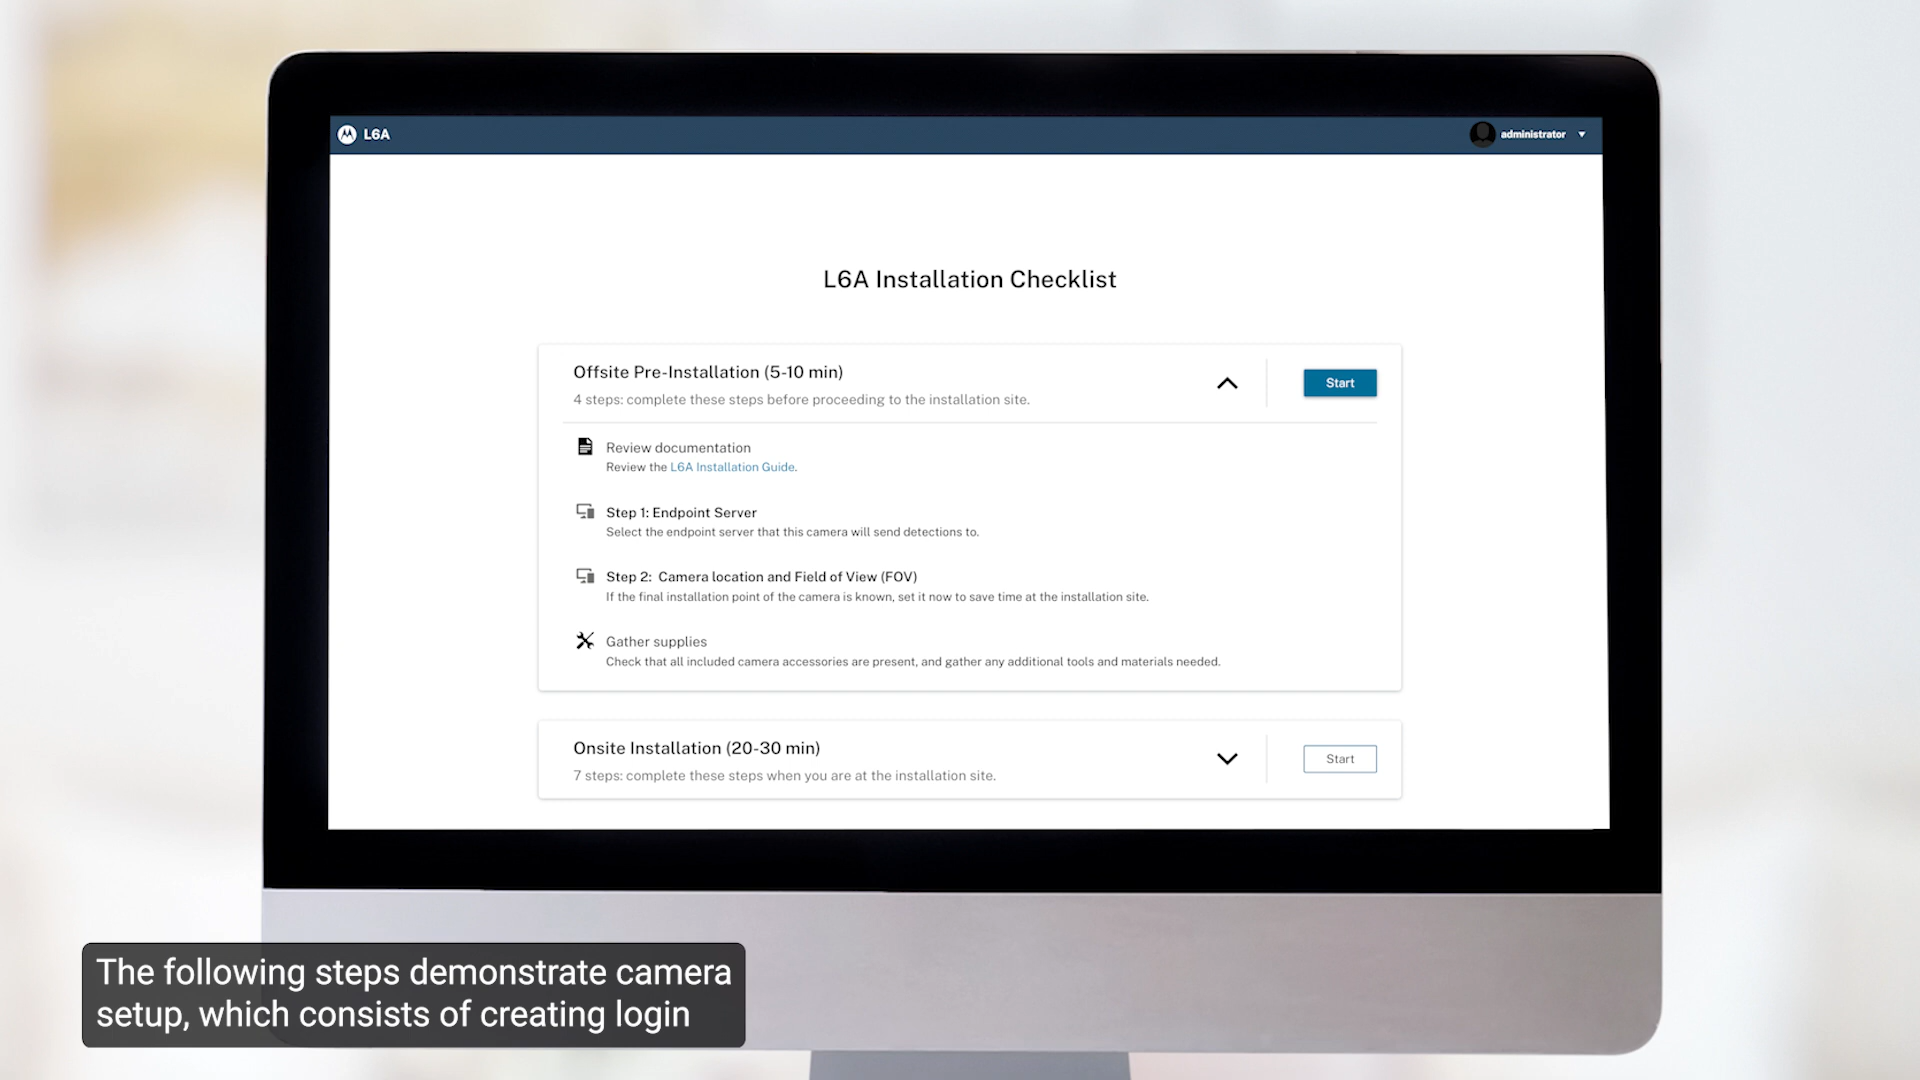 L6A
administrator
L6A Installation Checklist
Offsite Pre-Installation (5-10 min)
4 steps: complete these steps before proceeding to the installation site.
Start
Review documentation
Review the L6A Installation Guide.
Step 1: Endpoint Server
Select the endpoint server that this camera will send detections to.
Step 2: Camera location and Field of View (FOV)
If the final installation point of the camera is known, set it now to save time at the installation site.
Gather supplies
Check that all included camera accessories are present, and gather any additional tools and materials needed.
Onsite Installation (20-30 min)
7 steps: complete these steps when you are at the installation site.
Start
The following steps demonstrate camera
setup, which consists of creating login